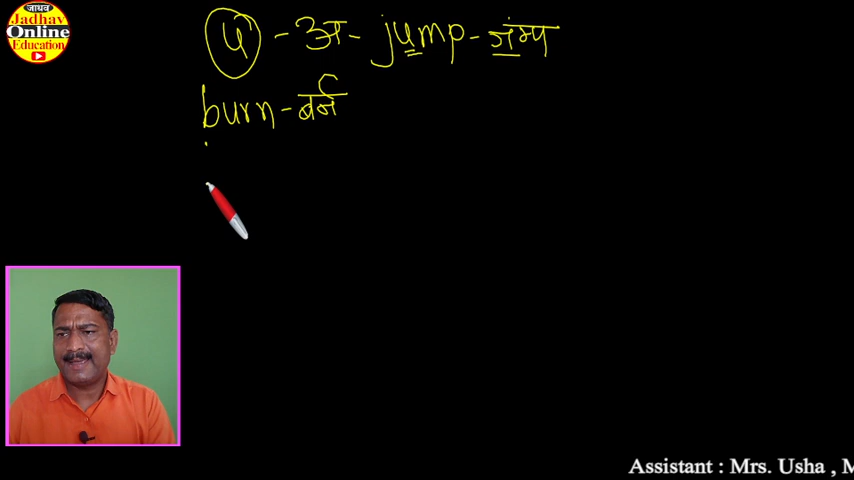 जाधव
Jadhav
Online
Education
u - अ - jump - जंम्प
burn - बर्न
Assistant : Mrs. Usha , M